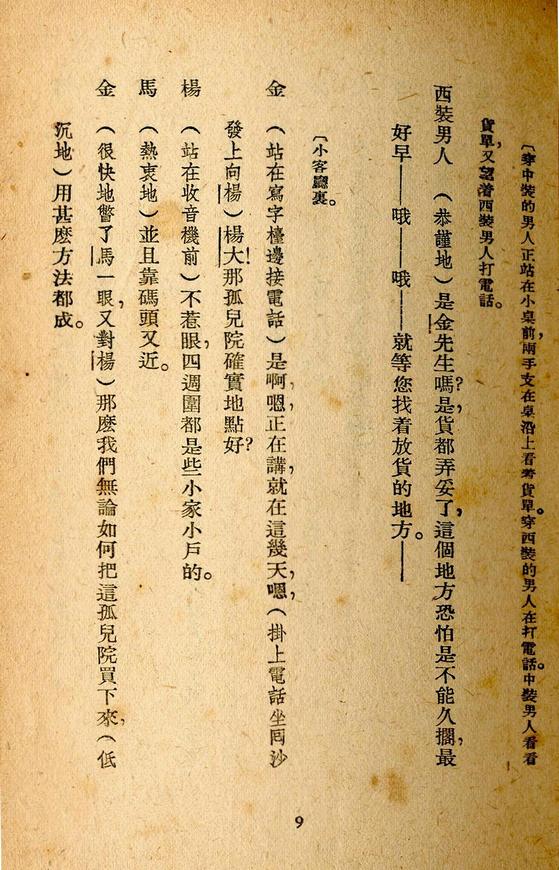 〔穿中裝的男人正站在小桌前，兩手支在桌沿上看着貨單。穿西裝的男人在打電話。中裝男人看看
貨單，又望着西裝男人打電話。
西裝男人 （恭謹地）是金先生嗎？是，貨都弄妥了，這個地方恐怕是不能久擱，最
好早——哦——哦——就等您找着放貨的地方。——
〔小客廳裏。
金 （站在寫字檯邊接電話）是啊，嗯，正在講，就在這幾天，嗯，（掛上電話坐回沙
發上向楊）楊大！那孤兒院確實地點好？
楊 （站在收音機前）不惹眼，四週圍都是些小家小戶的。
馬 （熱衷地）並且靠碼頭又近。
金 （很快地瞥了馬一眼，又對楊）那麽我們無論如何把這孤兒院買下來，（低
沉地）用甚麽方法都成。
9